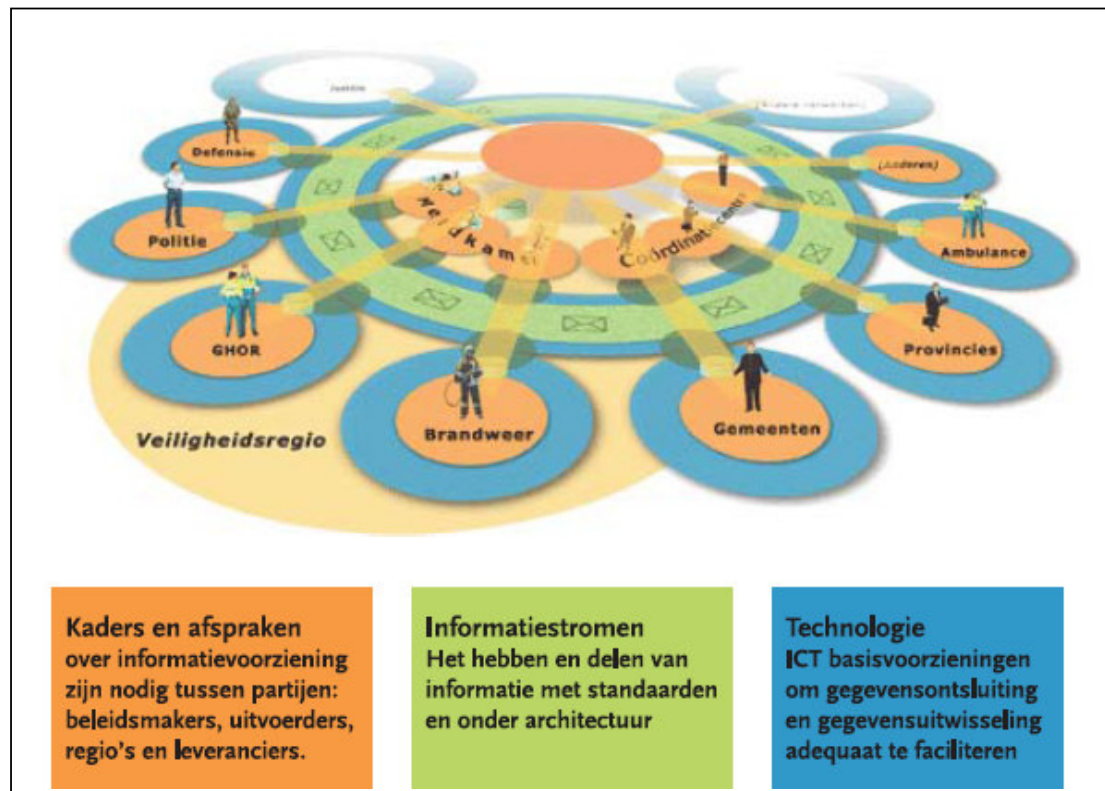 Justitie
Defensie
(Anderen)
Politie
Meldkamer
Coördinatiecentra
Ambulance
GHOR
Provincies
Veiligheidsregio
Brandweer
Gemeenten
Kaders en afspraken
over informatievoorziening
zijn nodig tussen partijen:
beleidsmakers, uitvoerders,
regio's en leveranciers.
Informatiestromen
Het hebben en delen van
informatie met standaarden
en onder architectuur
Technologie
ICT basisvoorzieningen
om gegevensontsluiting
en gegevensuitwisseling
adequaat te faciliteren